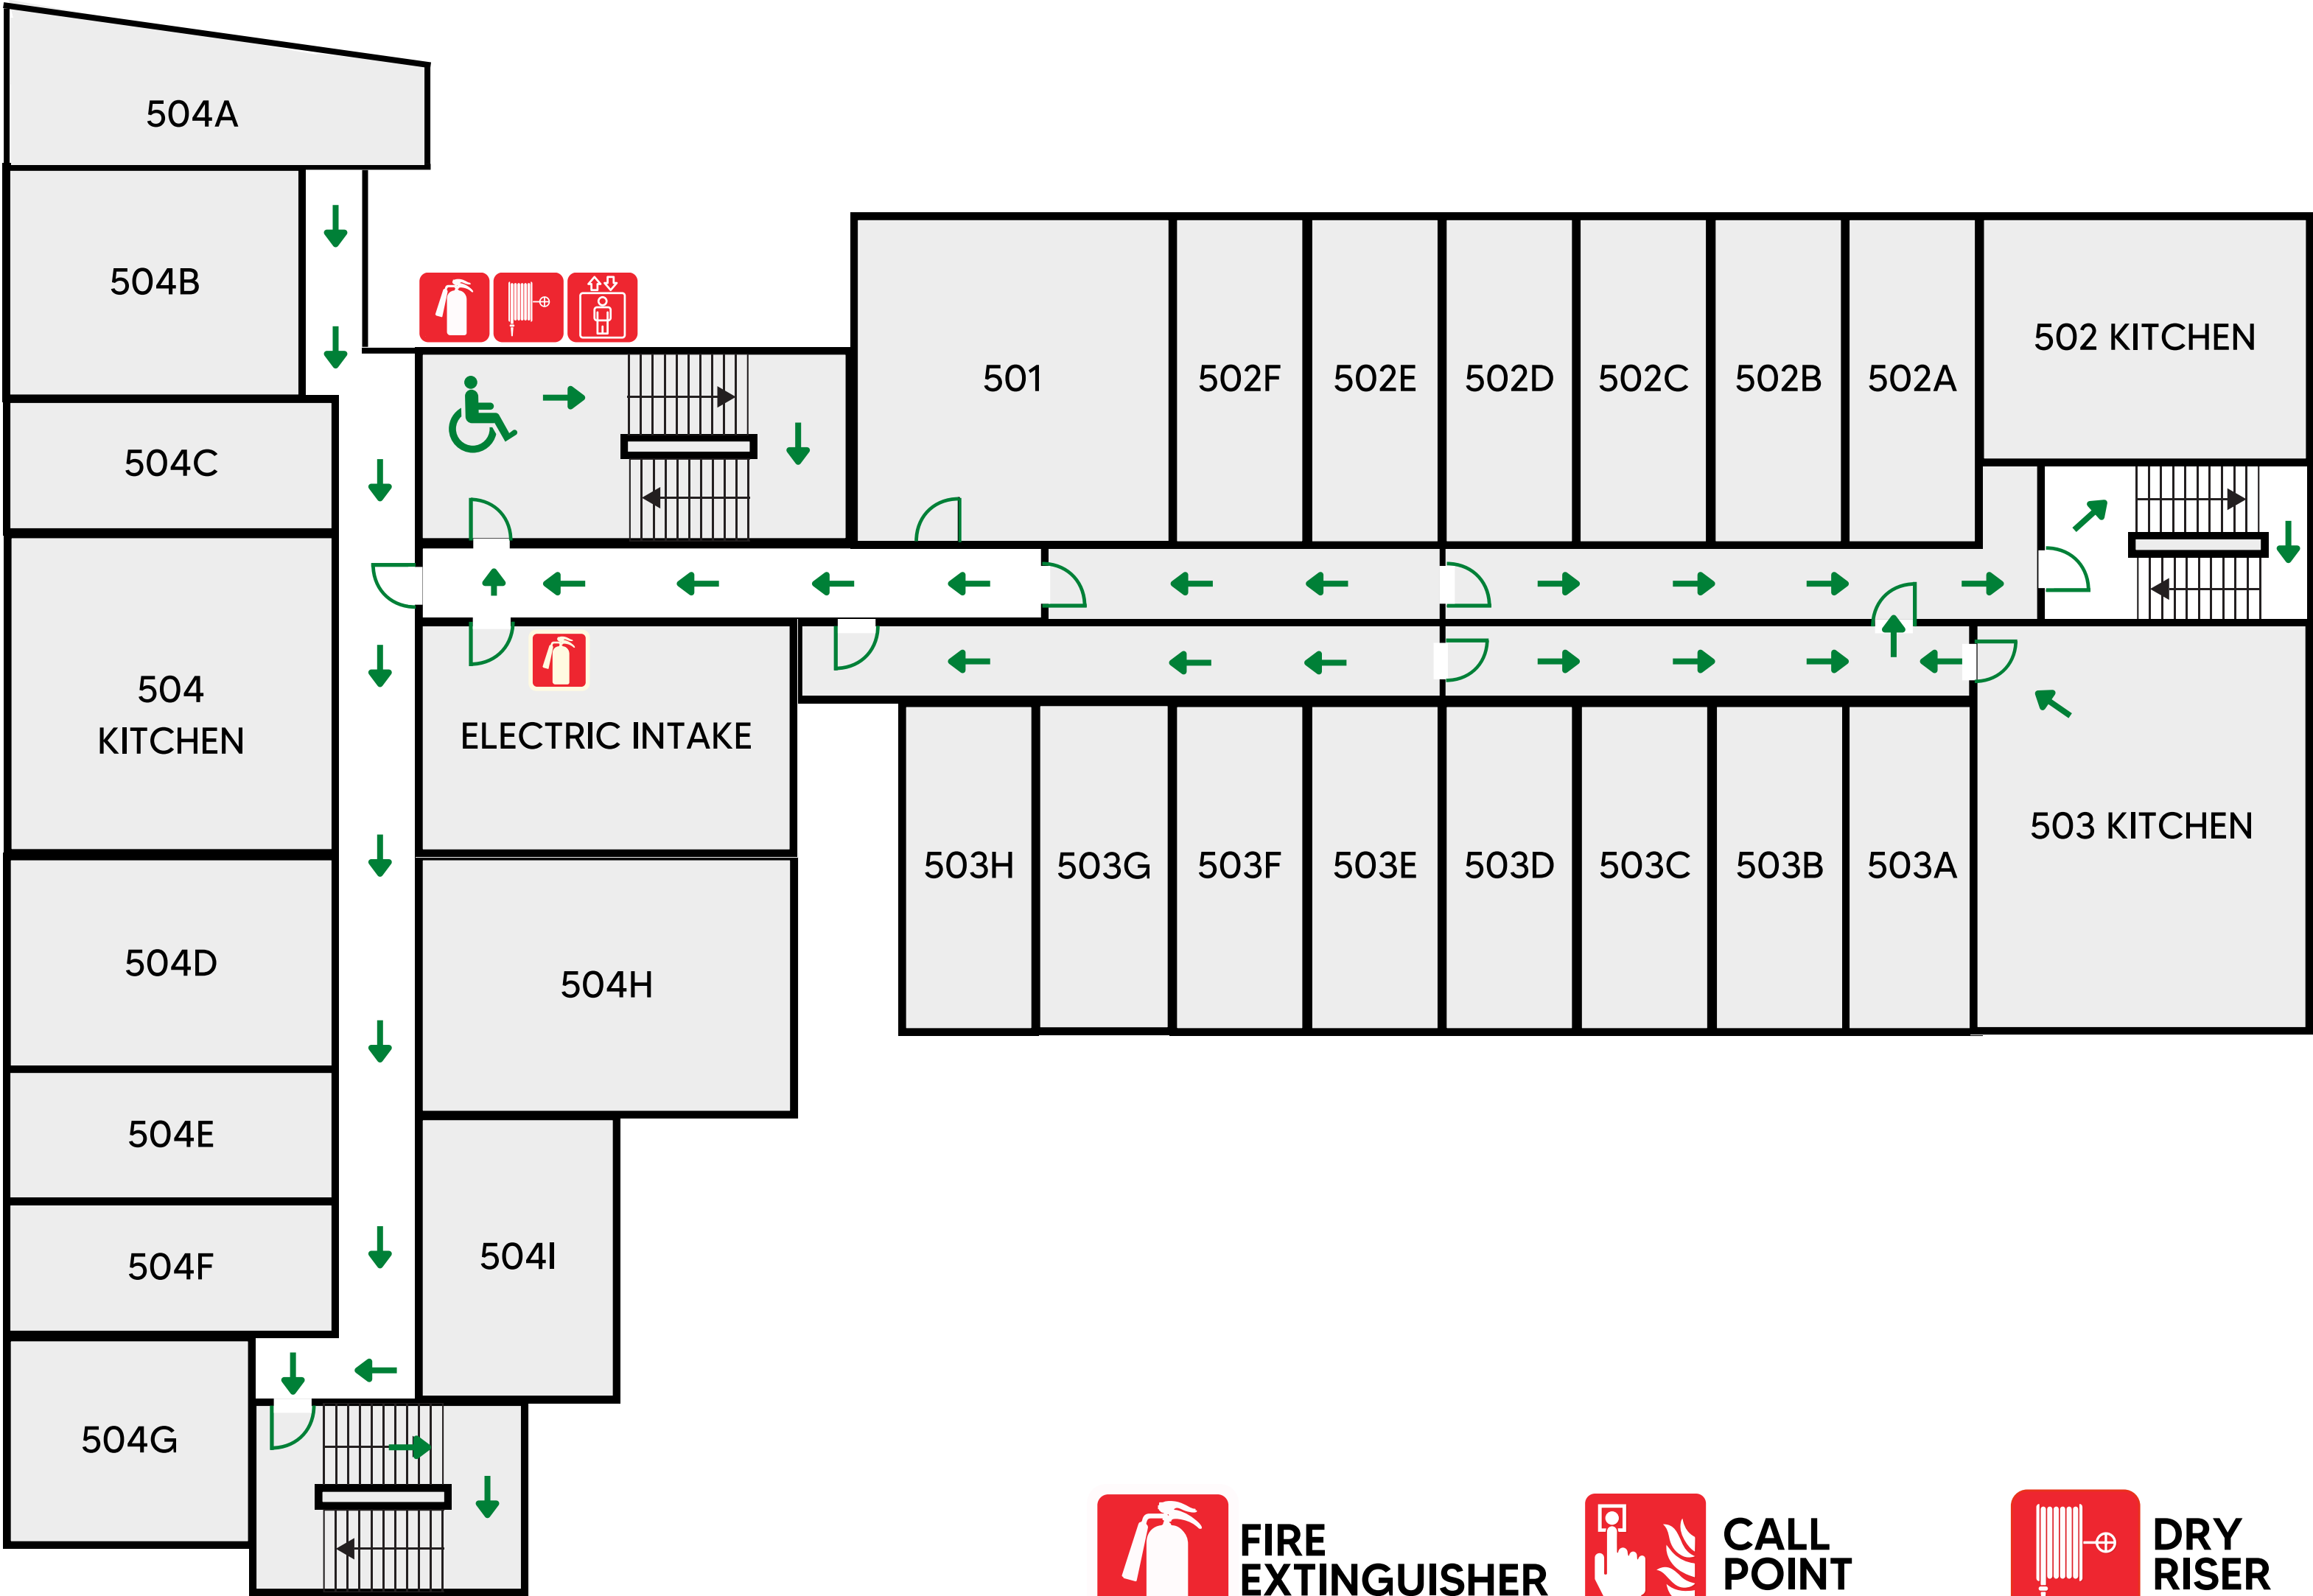 504A
504B
504C
504
KITCHEN
504D
504E
504F
504G
ELECTRIC INTAKE
504H
504I
501
502F
502E
502D
502C
502B
502A
502 KITCHEN
503H
503G
503F
503E
503D
503C
503B
503A
503 KITCHEN
FIRE
EXTINGUISHER
CALL
POINT
DRY
RISER